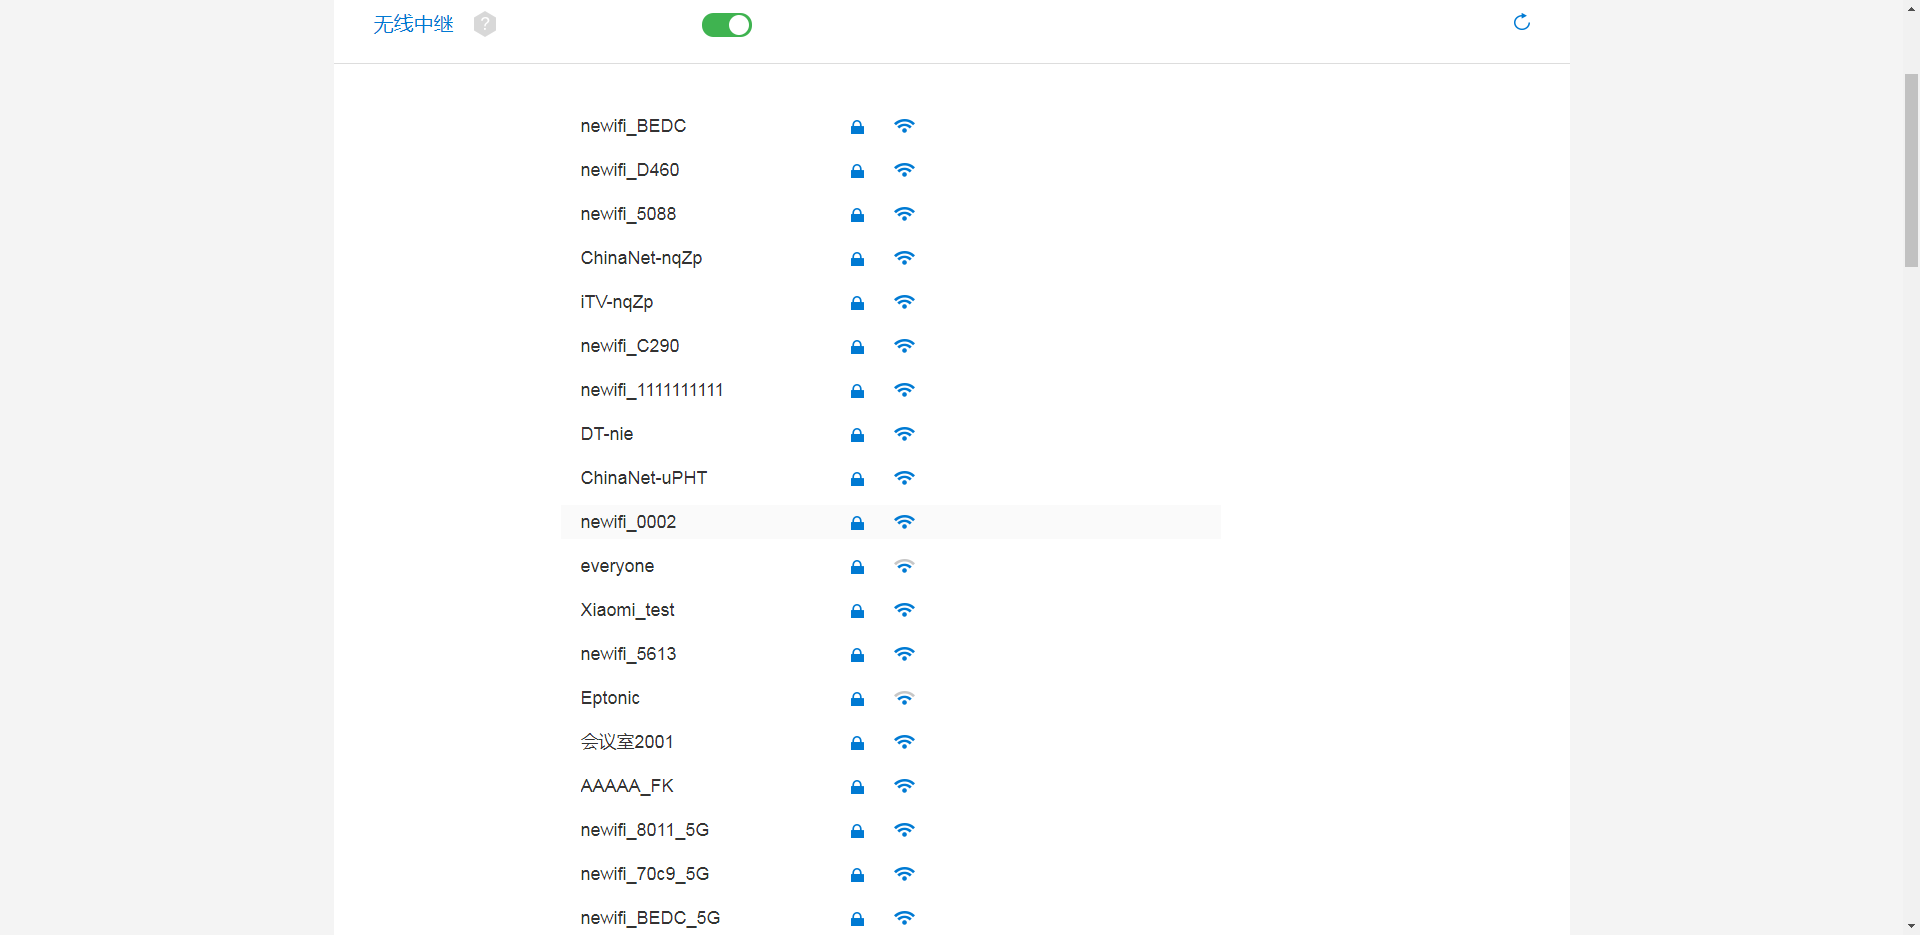 无线中继 ?
newifi_BEDC
newifi_D460
newifi_5088
ChinaNet-nqZp
iTV-nqZp
newifi_C290
newifi_1111111111
DT-nie
ChinaNet-uPHT
newifi_0002
everyone
Xiaomi_test
newifi_5613
Eptonic
会议室2001
AAAAA_FK
newifi_8011_5G
newifi_70c9_5G
newifi_BEDC_5G